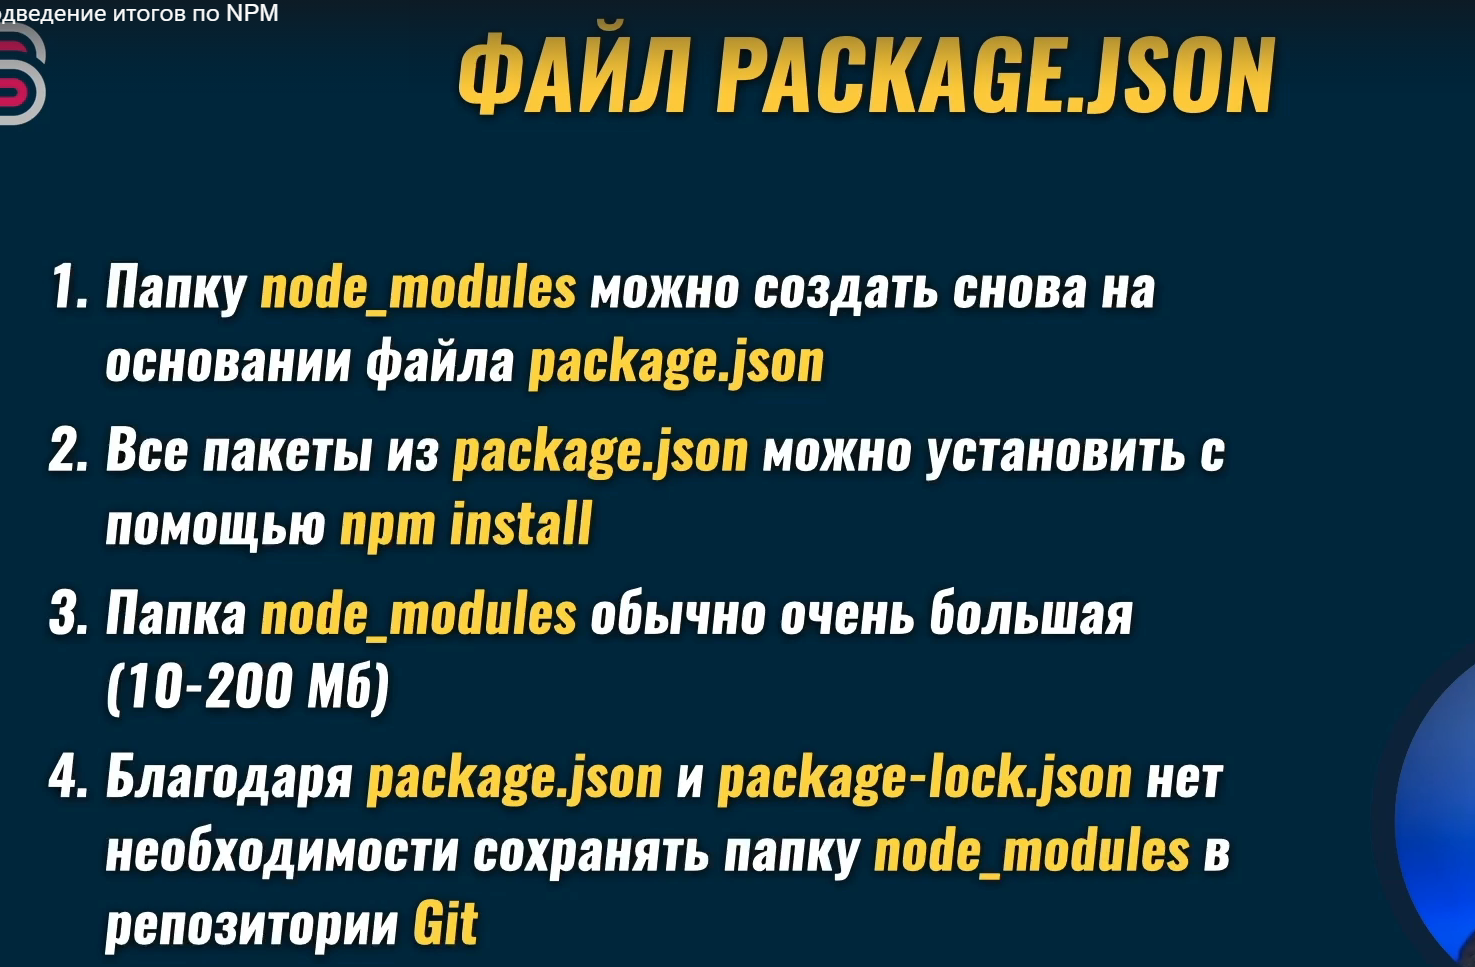 одведение итогов по NPM
ФАЙЛ PACKAGE.JSON
1. Папку node_modules можно создать снова на
основании файла package.json
2. Все пакеты из package.json можно установить с
помощью npm install
3. Папка node_modules обычно очень большая
(10-200 Мб)
4. Благодаря package.json и package-lock.json нет
необходимости сохранять папку node_modules в
репозитории Git